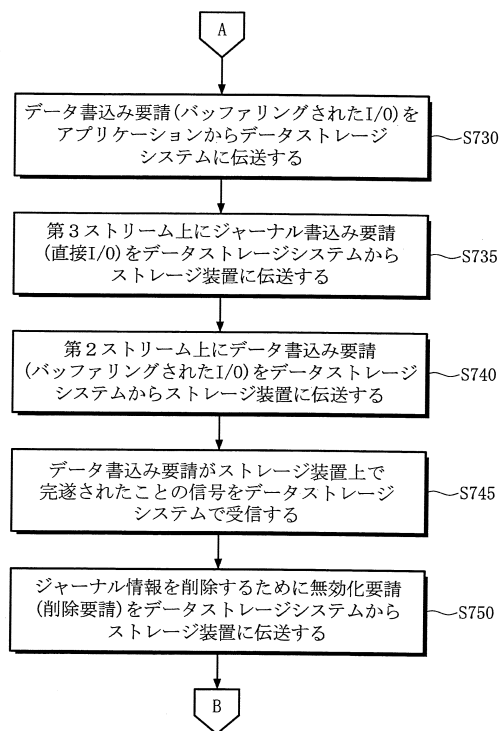 A
データ書込み要請(バッファリングされたI/O)を
アプリケーションからデータストレージ
システムに伝送する
S730
第3ストリーム上にジャーナル書込み要請
(直接I/O)をデータストレージシステムから
ストレージ装置に伝送する
S735
第2ストリーム上にデータ書込み要請
(バッファリングされたI/O)をデータストレージ
システムからストレージ装置に伝送する
S740
データ書込み要請がストレージ装置上で
完遂されたことの信号をデータストレージ
システムで受信する
S745
ジャーナル情報を削除するために無効化要請
(削除要請)をデータストレージシステムから
ストレージ装置に伝送する
S750
B